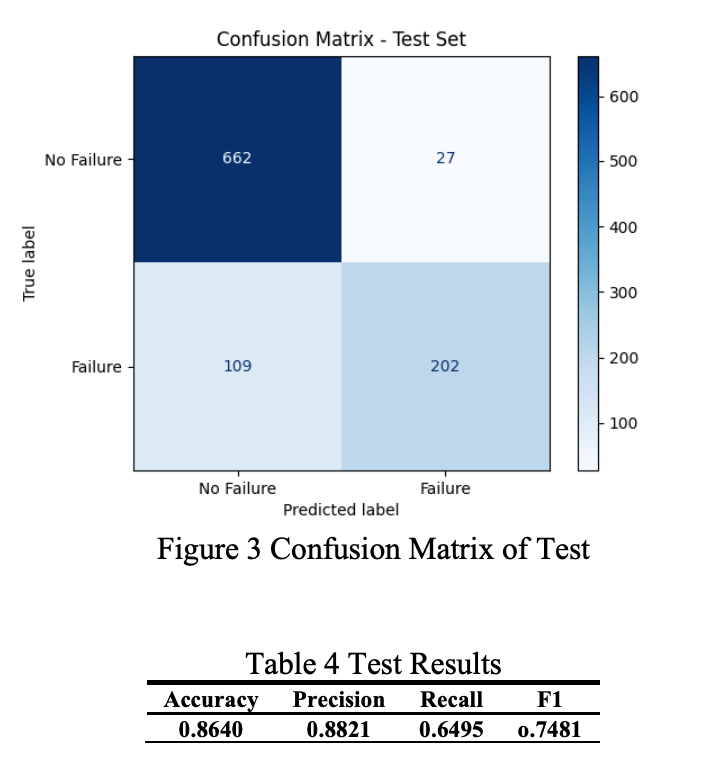 Confusion Matrix - Test Set
No Failure
662
27
600
500
400
300
200
100
True label
Failure
109
202
No Failure
Failure
Predicted label
Figure 3 Confusion Matrix of Test
Table 4 Test Results
Accuracy Precision Recall F1
0.8640 0.8821 0.6495 o.7481